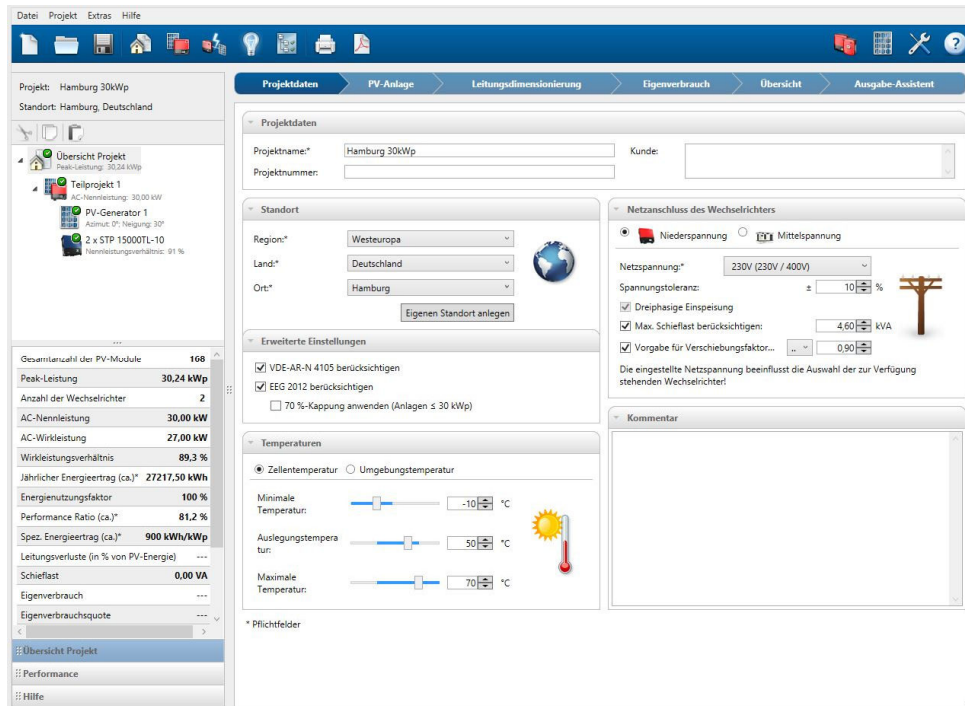 Datei Projekt Extras Hilfe
Projekt: Hamburg 30kWp
Standort: Hamburg, Deutschland
Übersicht Projekt
Peak-Leistung: 30,24 kWp
Teilprojekt 1
AC-Nennleistung: 30,00 kW
PV-Generator 1
Azimut: 0°; Neigung: 30°
2 x STP 15000TL-10
Nennleistungsverhältnis: 91 %
Gesamtanzahl der PV-Module 168
Peak-Leistung 30,24 kWp
Anzahl der Wechselrichter 2
AC-Nennleistung 30,00 kW
AC-Wirkleistung 27,00 kW
Wirkleistungsverhältnis 89,3 %
Jährlicher Energieertrag (ca.)* 27217,50 kWh
Energienutzungsfaktor 100 %
Performance Ratio (ca.)* 81,2 %
Spez. Energieertrag (ca.)* 900 kWh/kWp
Leitungsverluste (in % von PV-Energie) ---
Schieflast 0,00 VA
Eigenverbrauch ---
Eigenverbrauchsquote ---
Übersicht Projekt
Performance
Hilfe
Projektdaten PV-Anlage Leitungsdimensionierung Eigenverbrauch Übersicht Ausgabe-Assistent
Projektdaten
Projektname:* Hamburg 30kWp Kunde:
Projektnummer:
Standort
Region:* Westeuropa
Land:* Deutschland
Ort:* Hamburg
Eigenen Standort anlegen
Erweiterte Einstellungen
VDE-AR-N 4105 berücksichtigen
EEG 2012 berücksichtigen
70 %-Kappung anwenden (Anlagen ≤ 30 kWp)
Temperaturen
Zellentemperatur Umgebungstemperatur
Minimale
Temperatur: -10 °C
Auslegungstempera
tur: 50 °C
Maximale
Temperatur: 70 °C
* Pflichtfelder
Netzanschluss des Wechselrichters
Niederspannung Mittelspannung
Netzspannung:* 230V (230V / 400V)
Spannungstoleranz: ± 10 %
Dreiphasige Einspeisung
Max. Schieflast berücksichtigen: 4,60 kVA
Vorgabe für Verschiebungsfaktor... .. 0,90
Die eingestellte Netzspannung beeinflusst die Auswahl der zur Verfügung
stehenden Wechselrichter!
Kommentar